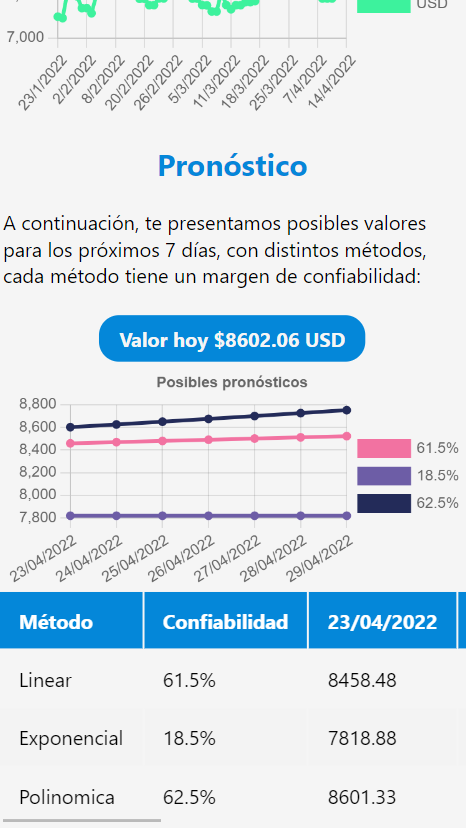 USD
7,000
23/1/2022
2/2/2022
8/2/2022
20/2/2022
26/2/2022
5/3/2022
11/3/2022
18/3/2022
25/3/2022
7/4/2022
14/4/2022
Pronóstico
A continuación, te presentamos posibles valores
para los próximos 7 días, con distintos métodos,
cada método tiene un margen de confiabilidad:
Valor hoy $8602.06 USD
Posibles pronósticos
8,800
8,600
8,400
8,200
8,000
7,800
61.5%
18.5%
62.5%
23/04/2022
24/04/2022
25/04/2022
26/04/2022
27/04/2022
28/04/2022
29/04/2022
Método Confiabilidad 23/04/2022
Linear 61.5% 8458.48
Exponencial 18.5% 7818.88
Polinomica 62.5% 8601.33